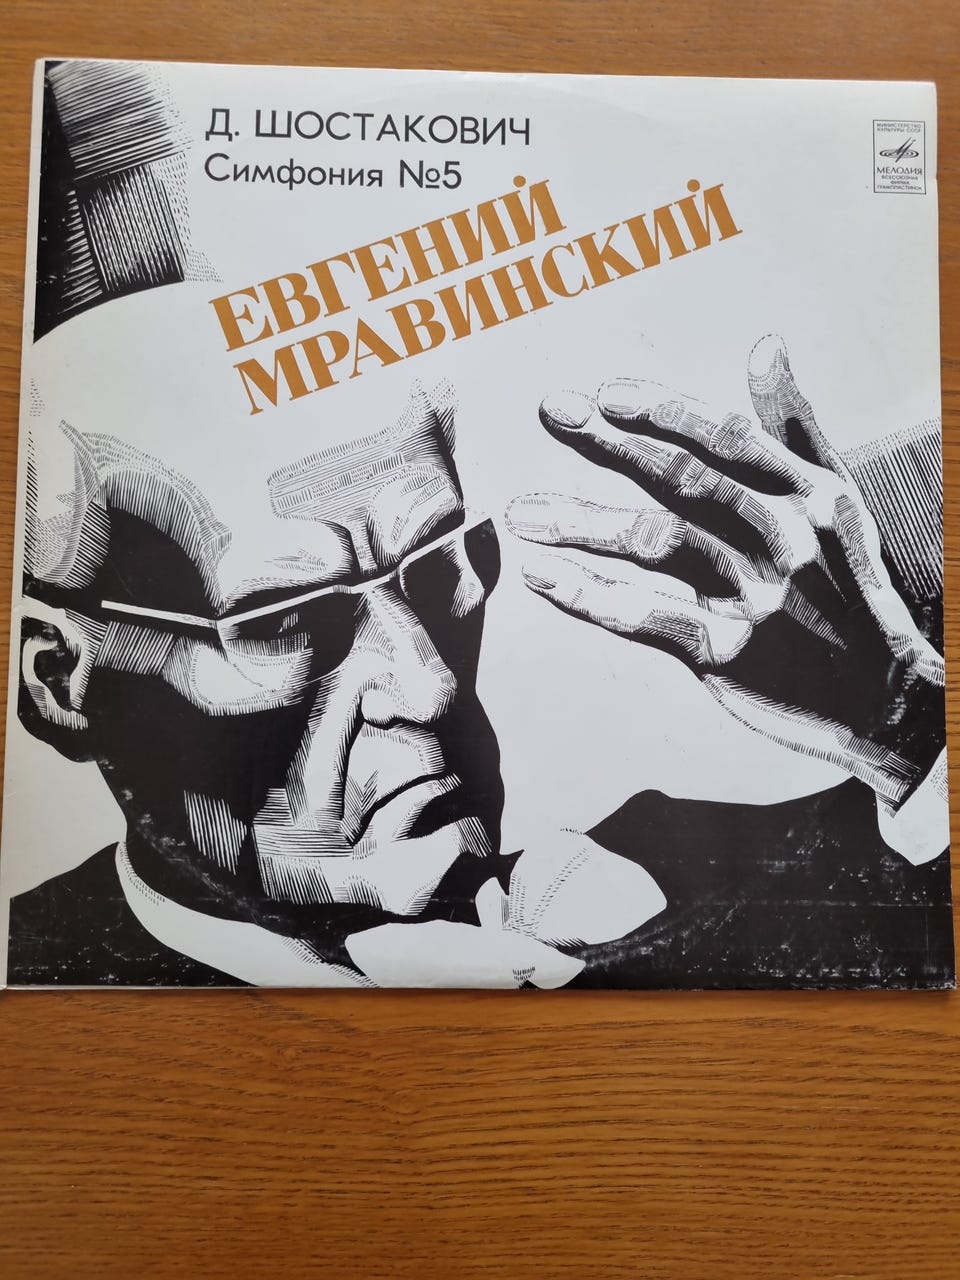 Д. ШОСТАКОВИЧ
Симфония №5
ЕВГЕНИЙ
МРАВИНСКИЙ
МИНИСТЕРСТВО
КУЛЬТУРЫ СССР
МЕЛОДИЯ
ВСЕСОЮЗНАЯ
ФИРМА
ГРАМПЛАСТИНОК